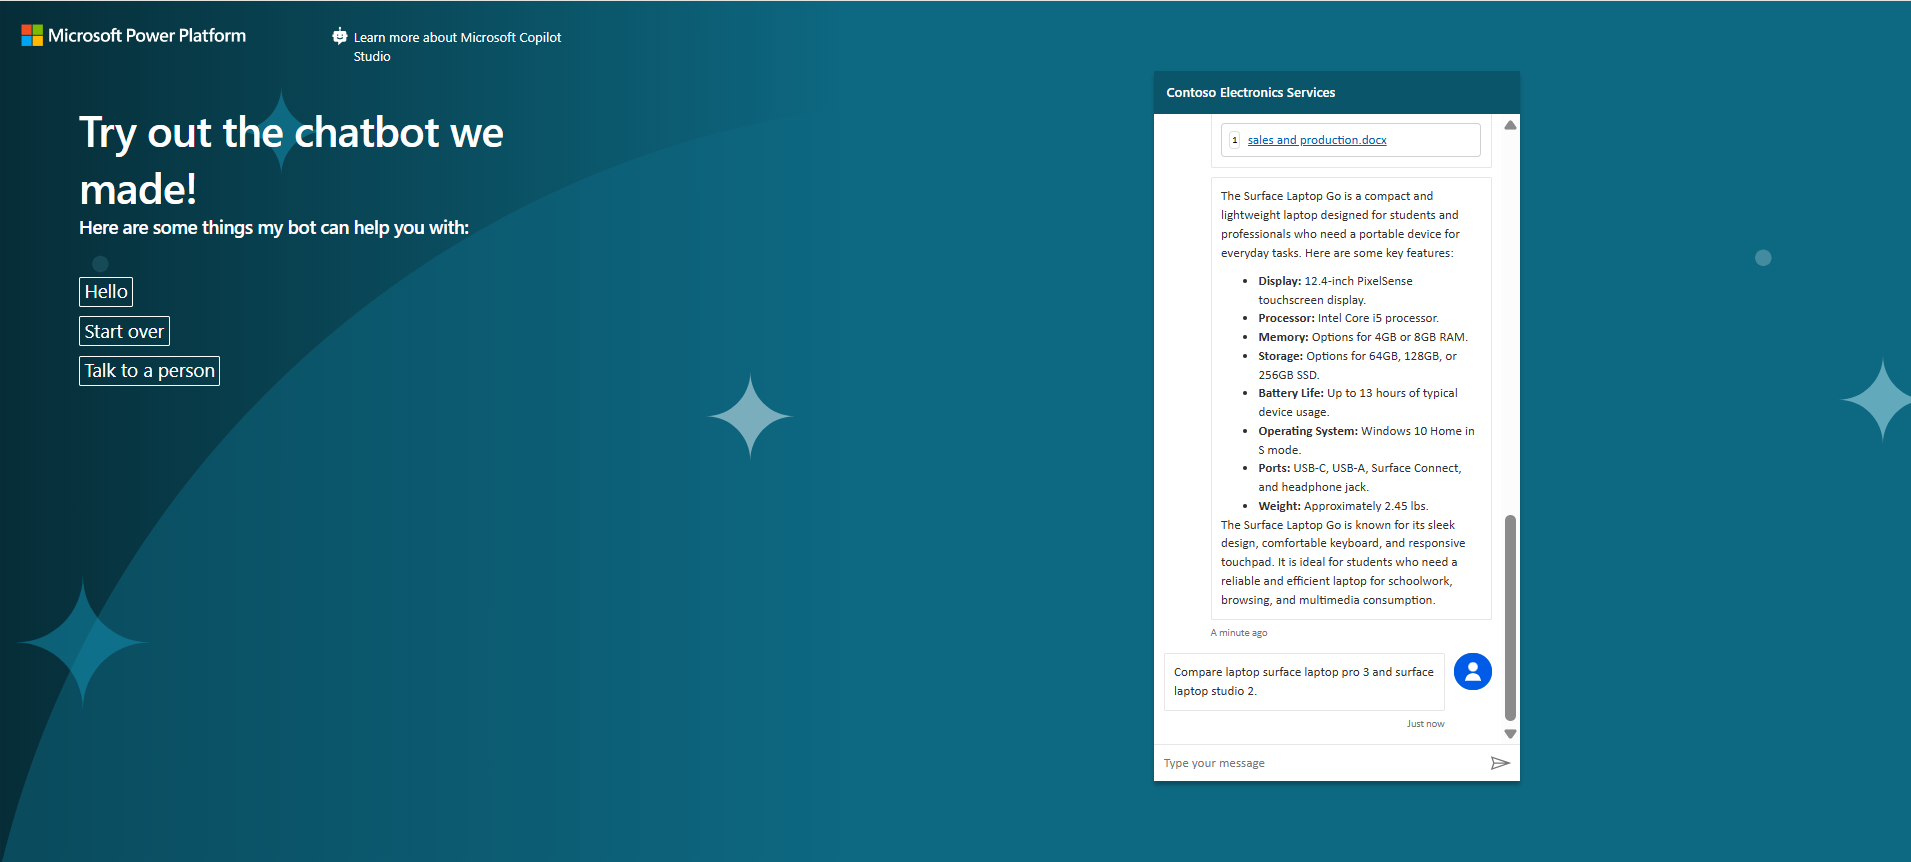 Microsoft Power Platform
Learn more about Microsoft Copilot
Studio
Try out the chatbot we
made!
Here are some things my bot can help you with:
Hello
Start over
Talk to a person
Contoso Electronics Services
1 sales and production.docx
The Surface Laptop Go is a compact and
lightweight laptop designed for students and
professionals who need a portable device for
everyday tasks. Here are some key features:
• Display: 12.4-inch PixelSense
touchscreen display.
• Processor: Intel Core i5 processor.
• Memory: Options for 4GB or 8GB RAM.
• Storage: Options for 64GB, 128GB, or
256GB SSD.
• Battery Life: Up to 13 hours of typical
device usage.
• Operating System: Windows 10 Home in
S mode.
• Ports: USB-C, USB-A, Surface Connect,
and headphone jack.
• Weight: Approximately 2.45 lbs.
The Surface Laptop Go is known for its sleek
design, comfortable keyboard, and responsive
touchpad. It is ideal for students who need a
reliable and efficient laptop for schoolwork,
browsing, and multimedia consumption.
A minute ago
Compare laptop surface laptop pro 3 and surface
laptop studio 2.
Just now
Type your message